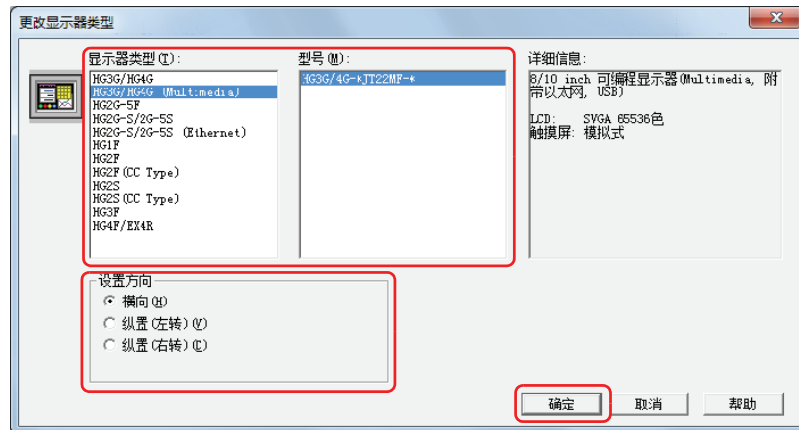 更改显示器类型
显示器类型(T):
HG3G/HG4G
HG3G/HG4G (Multimedia)
HG2G-5F
HG2G-S/2G-5S
HG2G-S/2G-5S (Ethernet)
HG1F
HG2F
HG2F(CC Type)
HG2S
HG2S(CC Type)
HG3F
HG4F/EX4R
型号(M):
HG3G/4G-*JT22MF-*
详细信息:
8/10 inch 可编程显示器(Multimedia, 附
带以太网, USB)
LCD: SVGA 65536色
触摸屏: 模拟式
设置方向
横向(H)
纵置(左转)(V)
纵置(右转)(C)
确定
取消
帮助